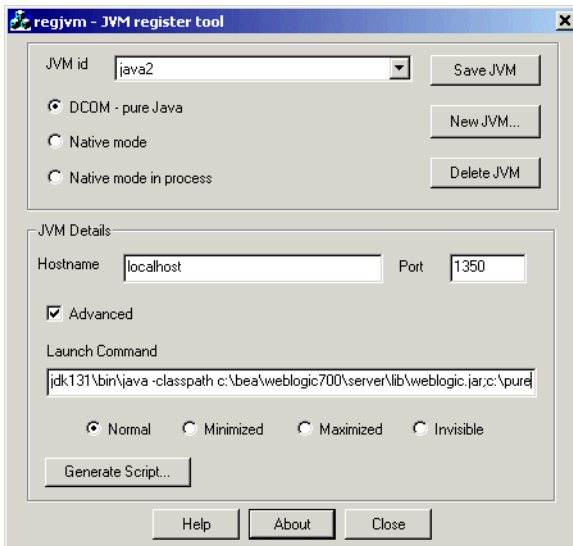 regjvm - JVM register tool
JVM id java2 Save JVM
DCOM - pure Java
New JVM...
Native mode
Native mode in process Delete JVM
JVM Details
Hostname localhost Port 1350
Advanced
Launch Command
jdk131\bin\java -classpath c:\bea\weblogic700\server\lib\weblogic.jar;c:\pure
Normal Minimized Maximized Invisible
Generate Script...
Help About Close